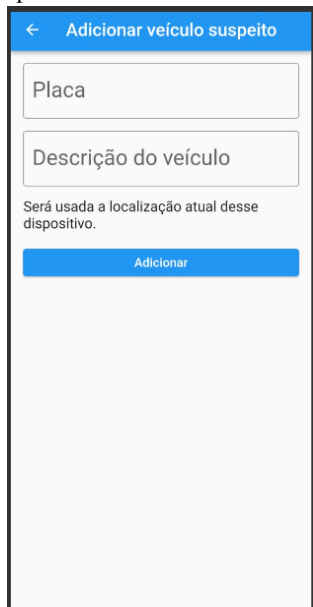 Adicionar veículo suspeito
Placa
Descrição do veículo
Será usada a localização atual desse
dispositivo.
Adicionar